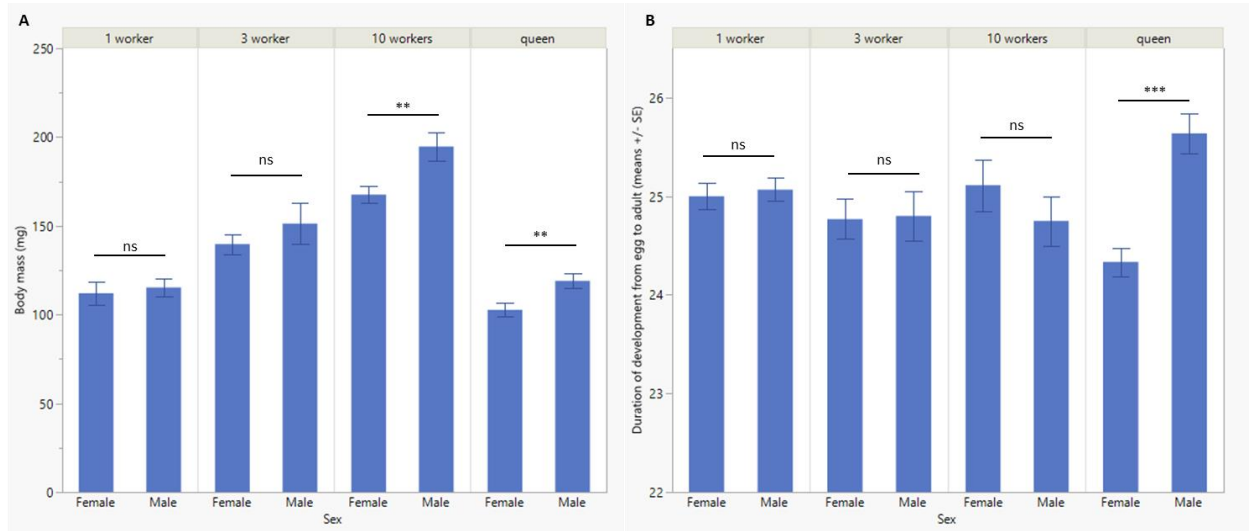 A
1 worker 3 worker 10 workers queen
250
200
150
100
50
0
Body mass (mg)
ns
ns
**
**
Female Male Female Male Female Male Female Male
Sex
B
1 worker 3 worker 10 workers queen
26
25
24
23
22
Duration of development from egg to adult (means +/- SE)
ns
ns
ns
***
Female Male Female Male Female Male Female Male
Sex